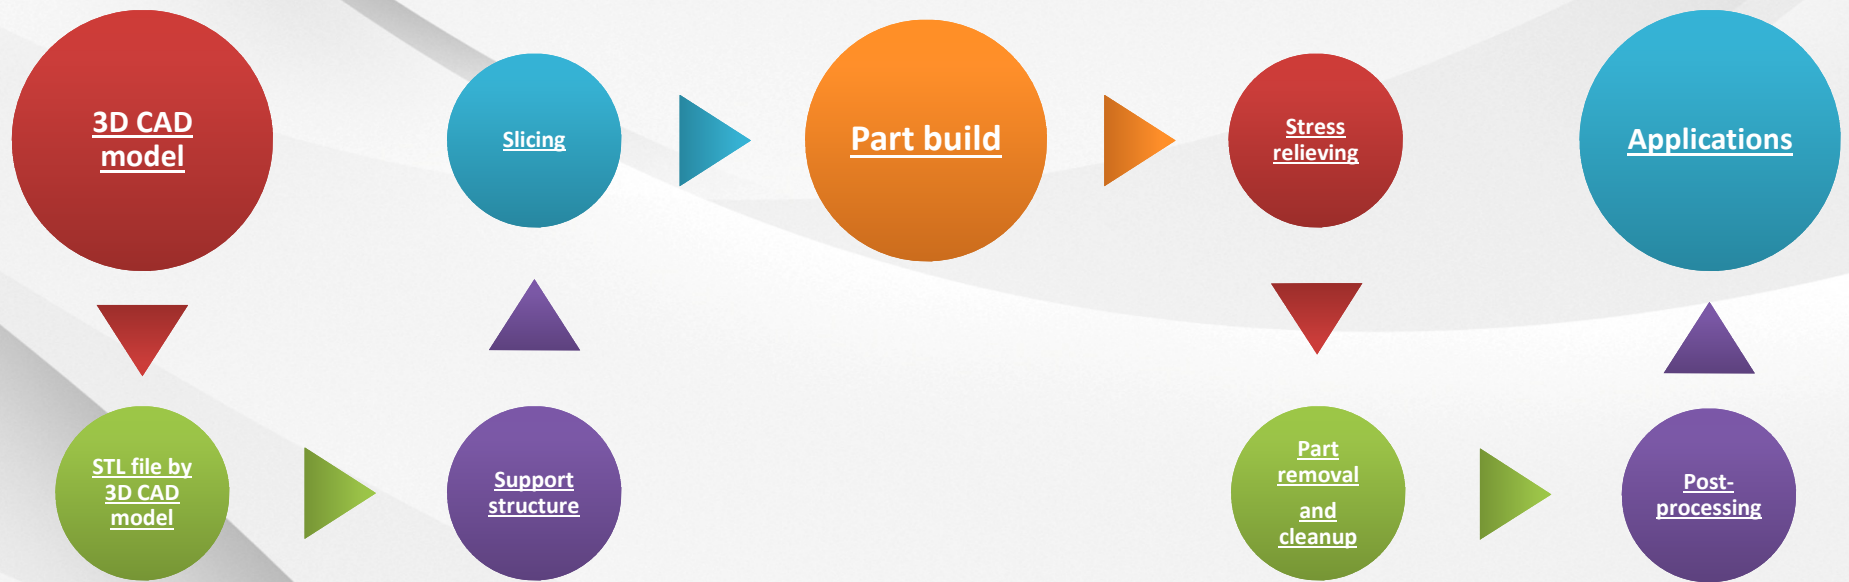 3D CAD
model
STL file by
3D CAD
model
Support
structure
Slicing
Part build
Stress
relieving
Part
removal
and
cleanup
Post-
processing
Applications